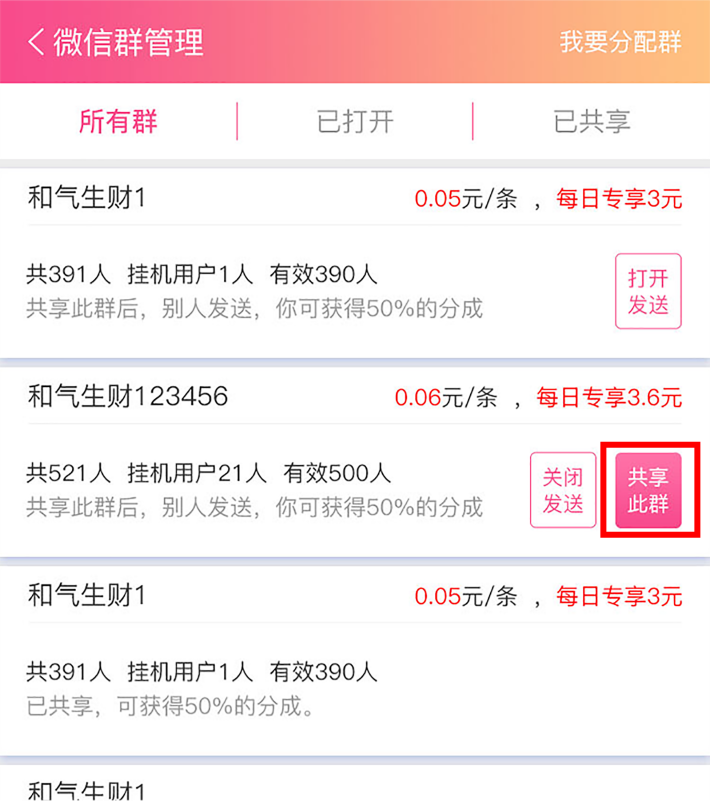 微信群管理 我要分配群
所有群 已打开 已共享
和气生财1 0.05元/条 ，每日专享3元
共391人 挂机用户1人 有效390人
共享此群后，别人发送，你可获得50%的分成
打开
发送
和气生财123456 0.06元/条 ，每日专享3.6元
共521人 挂机用户21人 有效500人
共享此群后，别人发送，你可获得50%的分成
关闭
发送
共享
此群
和气生财1 0.05元/条 ，每日专享3元
共391人 挂机用户1人 有效390人
已共享，可获得50%的分成。
和气生财1